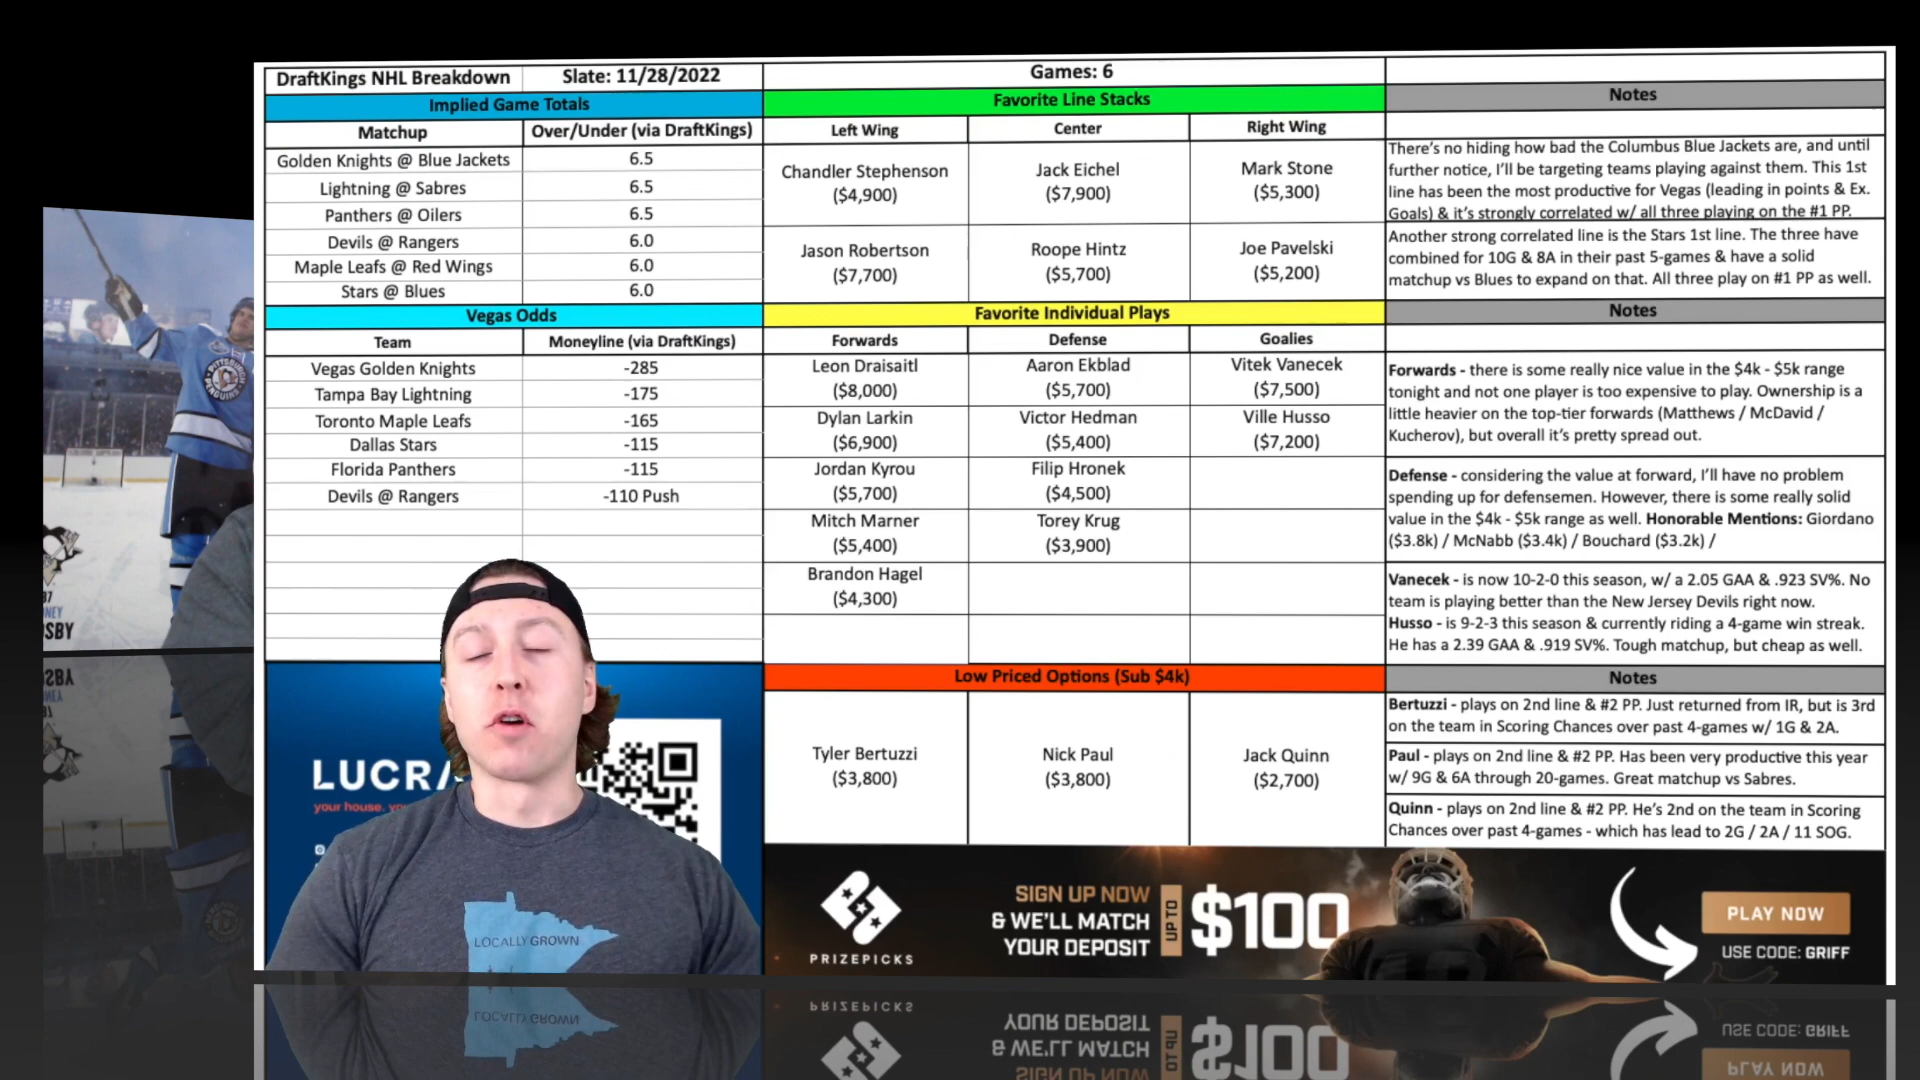 DraftKings NHL Breakdown
Slate: 11/28/2022
Games: 6
Implied Game Totals
Matchup
Over/Under (via DraftKings)
Golden Knights @ Blue Jackets
6.5
Lightning @ Sabres
6.5
Panthers @ Oilers
6.5
Devils @ Rangers
6.0
Maple Leafs @ Red Wings
6.0
Stars @ Blues
6.0
Vegas Odds
Team
Moneyline (via DraftKings)
Vegas Golden Knights
-285
Tampa Bay Lightning
-175
Toronto Maple Leafs
-165
Dallas Stars
-115
Florida Panthers
-115
Devils @ Rangers
-110 Push
Favorite Line Stacks
Left Wing
Center
Right Wing
Chandler Stephenson
($4,900)
Jack Eichel
($7,900)
Mark Stone
($5,300)
Jason Robertson
($7,700)
Roope Hintz
($5,700)
Joe Pavelski
($5,200)
Notes
There's no hiding how bad the Columbus Blue Jackets are, and until
further notice, I'll be targeting teams playing against them. This 1st
line has been the most productive for Vegas (leading in points & Ex.
Goals) & it's strongly correlated w/ all three playing on the #1 PP.
Another strong correlated line is the Stars 1st line. The three have
combined for 10G & 8A in their past 5-games & have a solid
matchup vs Blues to expand on that. All three play on #1 PP as well.
Favorite Individual Plays
Forwards
Defense
Goalies
Leon Draisaitl
($8,000)
Aaron Ekblad
($5,700)
Vitek Vanecek
($7,500)
Dylan Larkin
($6,900)
Victor Hedman
($5,400)
Ville Husso
($7,200)
Jordan Kyrou
($5,700)
Filip Hronek
($4,500)
Mitch Marner
($5,400)
Torey Krug
($3,900)
Brandon Hagel
($4,300)
Notes
Forwards - there is some really nice value in the $4k - $5k range
tonight and not one player is too expensive to play. Ownership is a
little heavier on the top-tier forwards (Matthews / McDavid /
Kucherov), but overall it's pretty spread out.
Defense - considering the value at forward, I'll have no problem
spending up for defensemen. However, there is some really solid
value in the $4k - $5k range as well. Honorable Mentions: Giordano
($3.8k) / McNabb ($3.4k) / Bouchard ($3.2k) /
Vanecek - is now 10-2-0 this season, w/ a 2.05 GAA & .923 SV%. No
team is playing better than the New Jersey Devils right now.
Husso - is 9-2-3 this season & currently riding a 4-game win streak.
He has a 2.39 GAA & .919 SV%. Tough matchup, but cheap as well.
Low Priced Options (Sub $4k)
Tyler Bertuzzi
($3,800)
Nick Paul
($3,800)
Jack Quinn
($2,700)
Notes
Bertuzzi - plays on 2nd line & #2 PP. Just returned from IR, but is 3rd
on the team in Scoring Chances over past 4-games w/ 1G & 2A.
Paul - plays on 2nd line & #2 PP. Has been very productive this year
w/ 9G & 6A through 20-games. Great matchup vs Sabres.
Quinn - plays on 2nd line & #2 PP. He's 2nd on the team in Scoring
Chances over past 4-games - which has lead to 2G / 2A / 11 SOG.
LUCRA
your house.
LOCALLY GROWN
PRIZEPICKS
SIGN UP NOW
& WE'LL MATCH
YOUR DEPOSIT
UP TO
$100
PLAY NOW
USE CODE: GRIFF
PITTSBURGH
PENGUINS
87
SBY